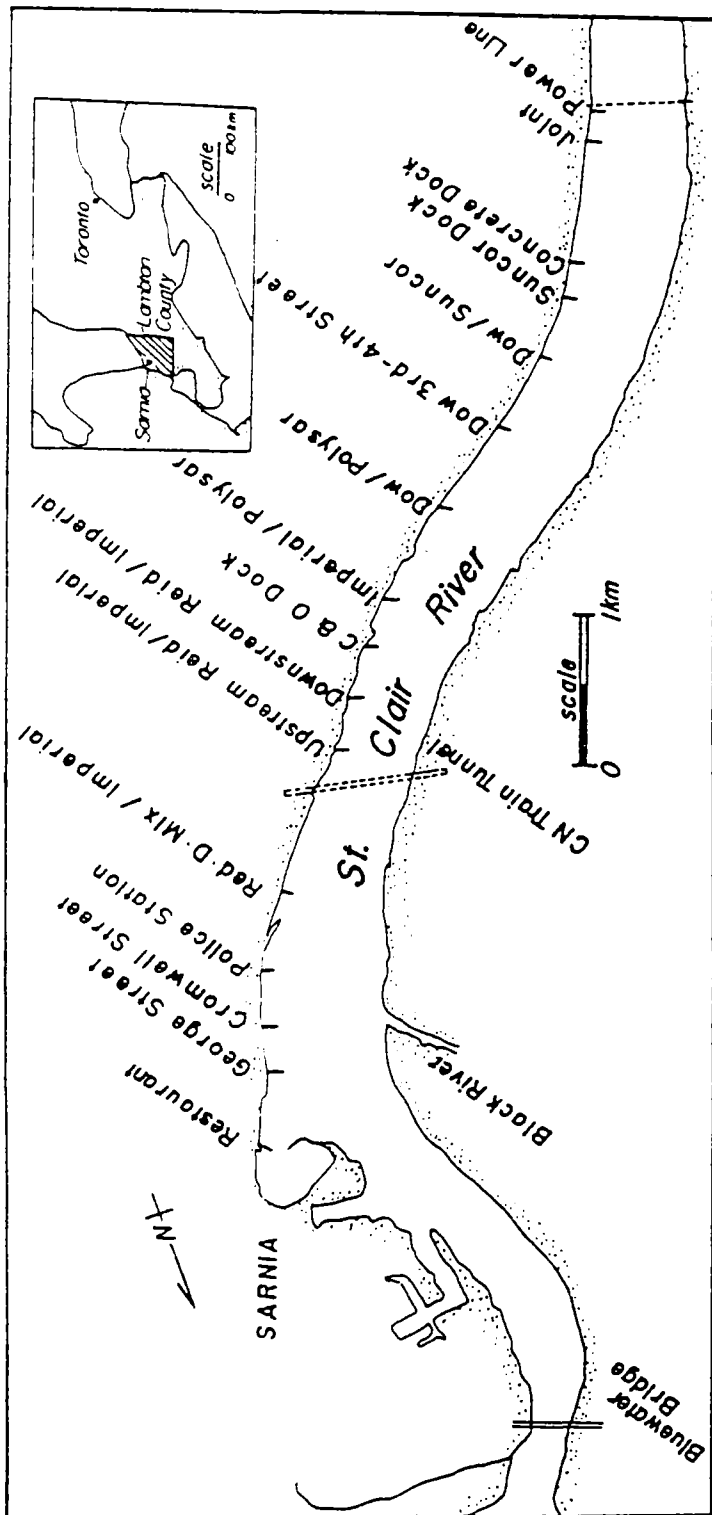 Restaurant
George Street
Cromwell Street
Police Station
Red-D-Mix / Imperial
Upstream Reid/Imperial
Downstream Reid/Imperial
C & O Dock
Imperial/Polysar
Dow/Polysar
Dow 3rd-4th Street
Dow/Suncor
Suncor Dock
Concrete Dock
Joint
Power Line
Toronto
Sarnia
Lambton
County
scale
0 100km
N
SARNIA
St. Clair River
Bluewater
Bridge
Black River
CN Train Tunnel
scale
0 1km